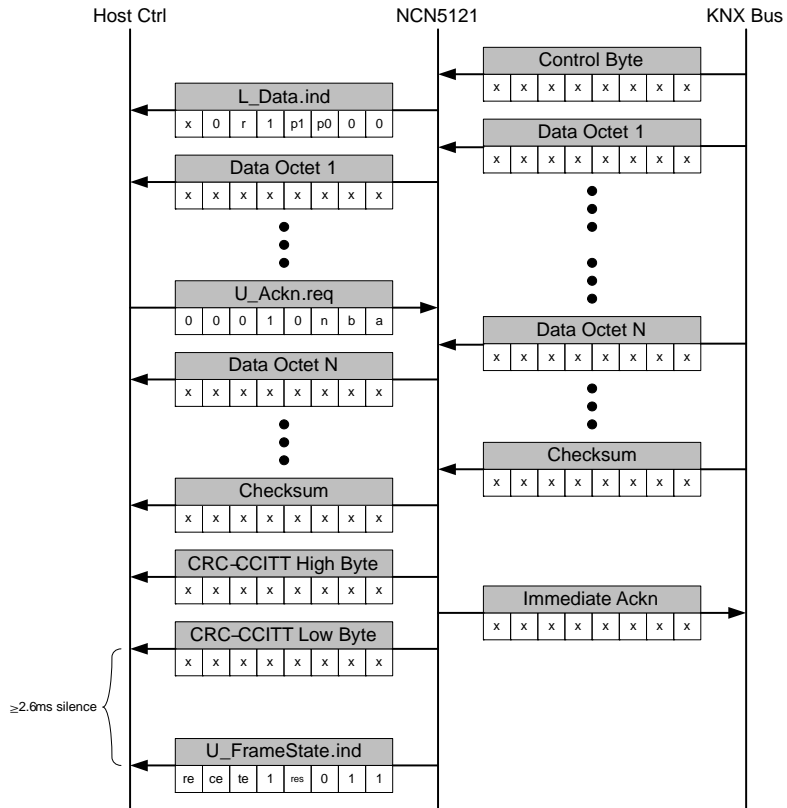 Host Ctrl NCN5121 KNX Bus
Control Byte
x x x x x x x x
L_Data.ind
x 0 r 1 p1 p0 0 0
Data Octet 1
x x x x x x x x
Data Octet 1
x x x x x x x x
U_Ackn.req
0 0 0 1 0 n b a
Data Octet N
x x x x x x x x
Data Octet N
x x x x x x x x
Checksum
x x x x x x x x
Checksum
x x x x x x x x
CRC-CCITT High Byte
x x x x x x x x
Immediate Ackn
x x x x x x x x
CRC-CCITT Low Byte
x x x x x x x x
≥2.6ms silence
U_FrameState.ind
re ce te 1 res 0 1 1